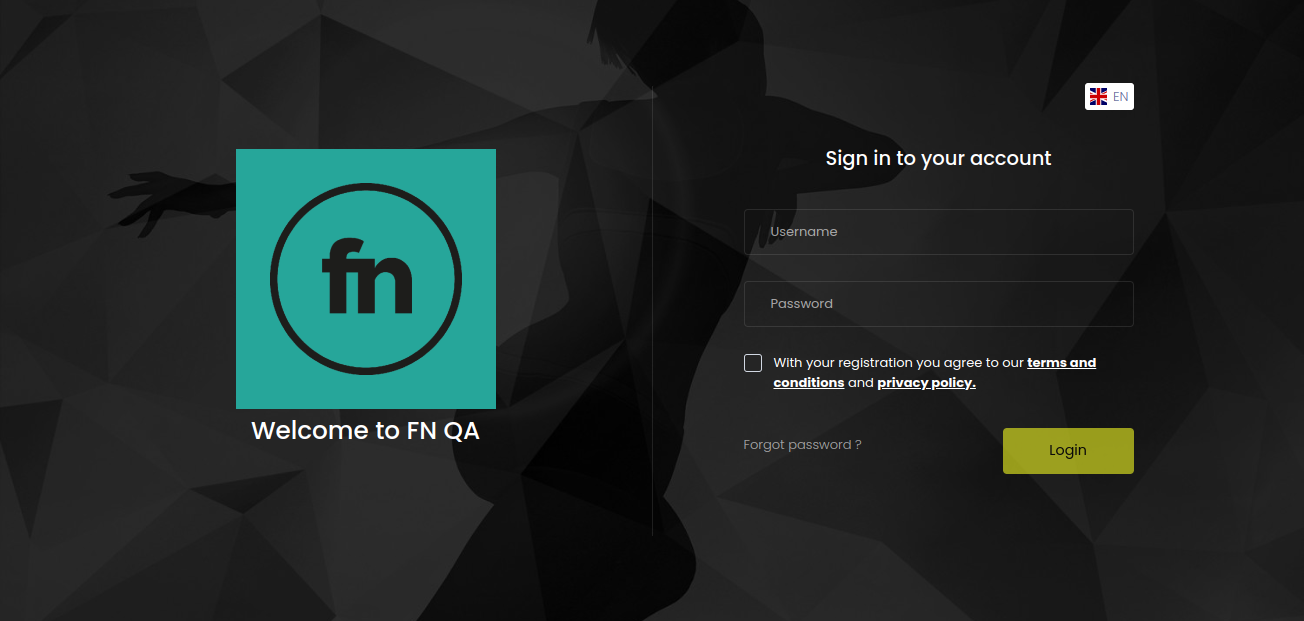 EN
Sign in to your account
fn
Welcome to FN QA
Username
Password
With your registration you agree to our terms and
conditions and privacy policy.
Forgot password ?
Login